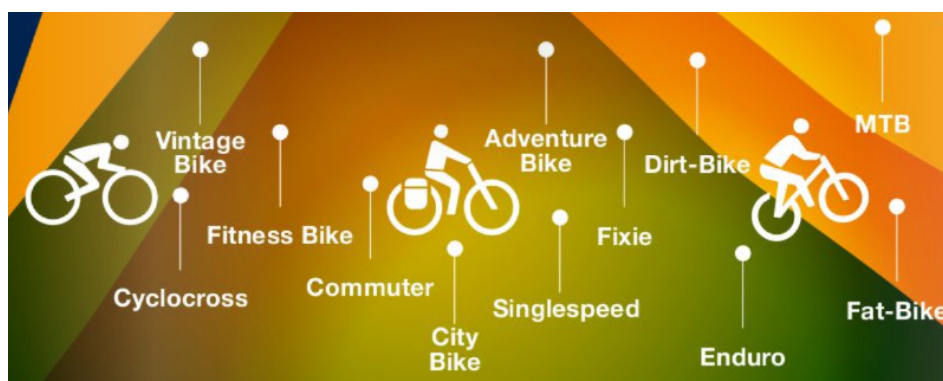 Vintage
Bike
Fitness Bike
Cyclocross
Commuter
City
Bike
Adventure
Bike
Singlespeed
Fixie
Dirt-Bike
Enduro
MTB
Fat-Bike